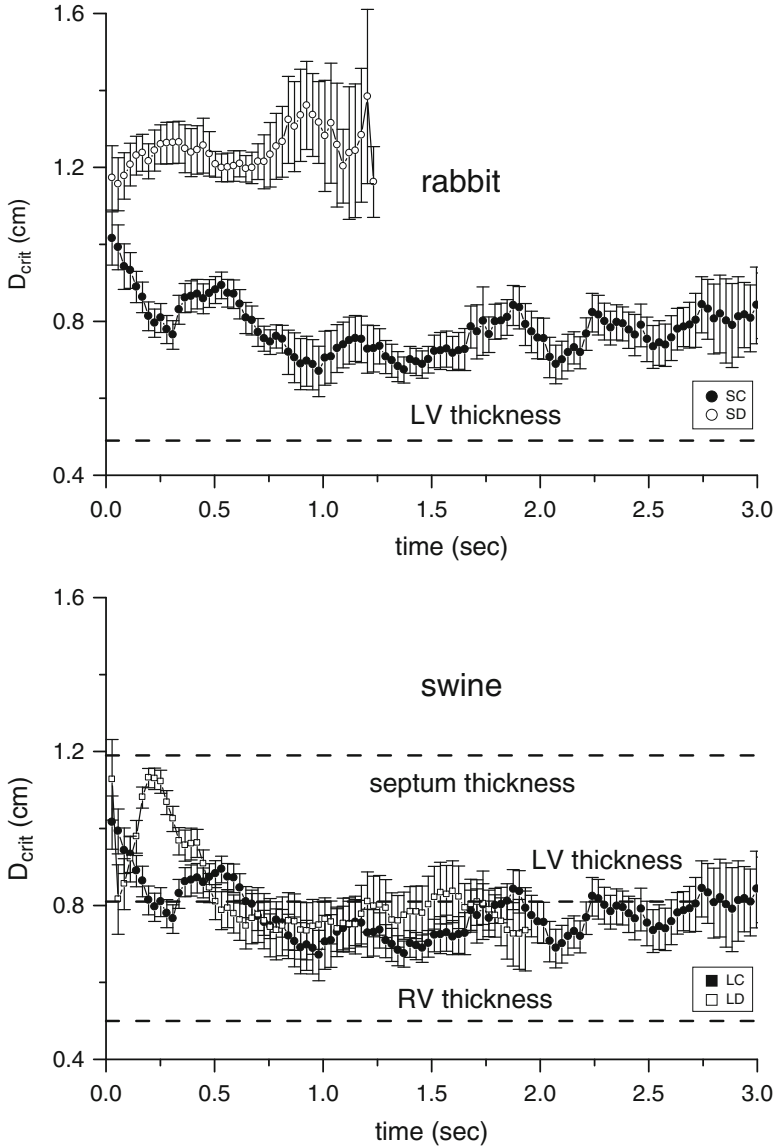 1.6
1.2
0.8
0.4
D_crit (cm)
rabbit
LV thickness
SC
SD
0.0 0.5 1.0 1.5 2.0 2.5 3.0
time (sec)
1.6
1.2
0.8
0.4
D_crit (cm)
swine
septum thickness
LV thickness
RV thickness
LC
LD
0.0 0.5 1.0 1.5 2.0 2.5 3.0
time (sec)